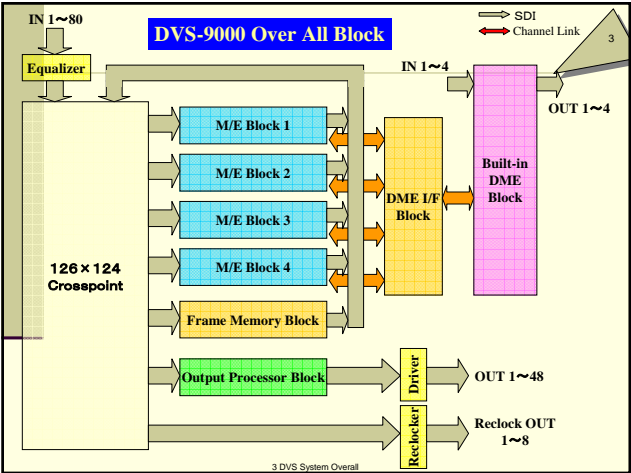 IN 1~80
DVS-9000 Over All Block
SDI
Channel Link
3
Equalizer
IN 1~4
OUT 1~4
M/E Block 1
M/E Block 2
M/E Block 3
M/E Block 4
DME I/F
Block
Built-in
DME
Block
126×124
Crosspoint
Frame Memory Block
Output Processor Block
Driver
OUT 1~48
Reclocker
Reclock OUT
1~8
3 DVS System Overall